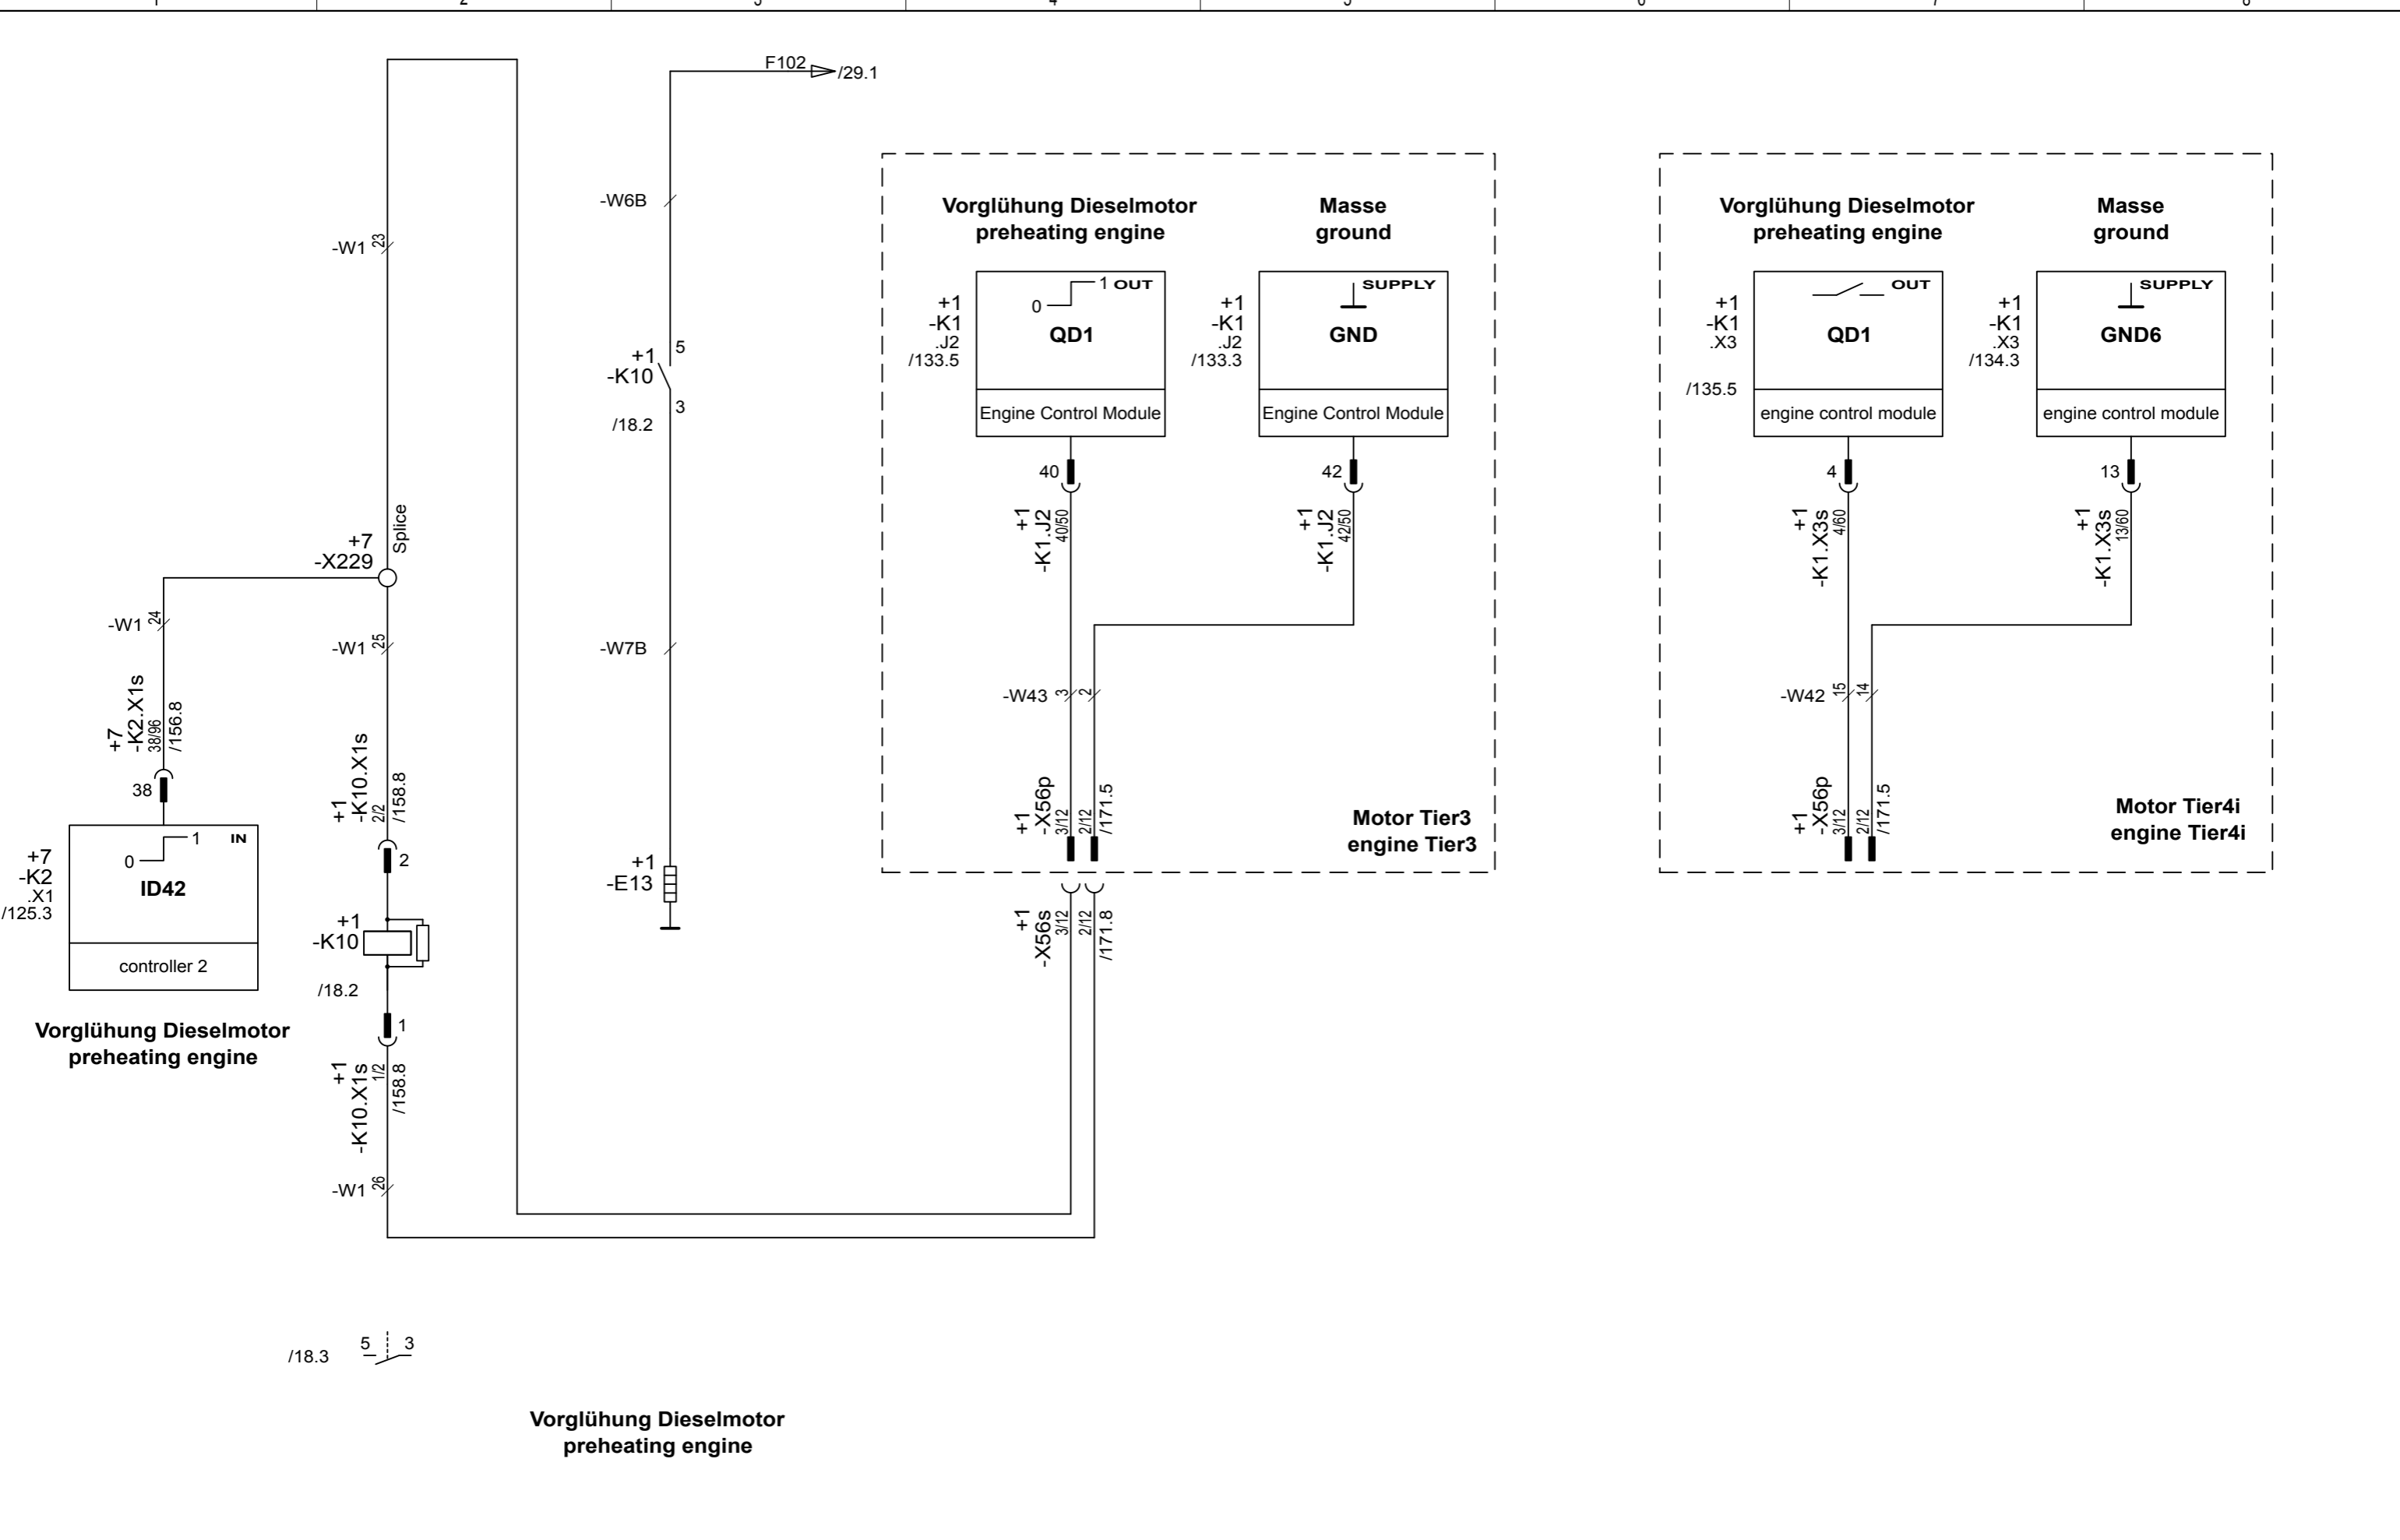 F102
/29.1
-W6B
-W1
23
+1
-K10
/18.2
5
3
Splice
+7
-X229
-W1
24
-W1
25
-W7B
+7
-K2.X1s
38/96
/156.8
38
+7
-K2
.X1
/125.3
0
1
IN
ID42
controller 2
Vorglühung Dieselmotor
preheating engine
+1
-K10.X1s
2/2
/158.8
2
+1
-K10
/18.2
1
+1
-K10.X1s
1/2
/158.8
-W1
26
+1
-E13
Vorglühung Dieselmotor
preheating engine
Masse
ground
+1
-K1
.J2
/133.5
0
1
OUT
QD1
Engine Control Module
+1
-K1
.J2
/133.3
SUPPLY
GND
Engine Control Module
40
42
+1
-K1.J2
40/50
+1
-K1.J2
42/50
-W43
3
2
+1
-X56p
3/12
2/12
/171.5
Motor Tier3
engine Tier3
+1
-X56s
3/12
2/12
/171.8
Vorglühung Dieselmotor
preheating engine
Masse
ground
+1
-K1
.X3
/135.5
OUT
QD1
engine control module
+1
-K1
.X3
/134.3
SUPPLY
GND6
engine control module
4
13
+1
-K1.X3s
4/60
+1
-K1.X3s
13/60
-W42
15
14
+1
-X56p
3/12
2/12
/171.5
Motor Tier4i
engine Tier4i
/18.3
5
3
Vorglühung Dieselmotor
preheating engine